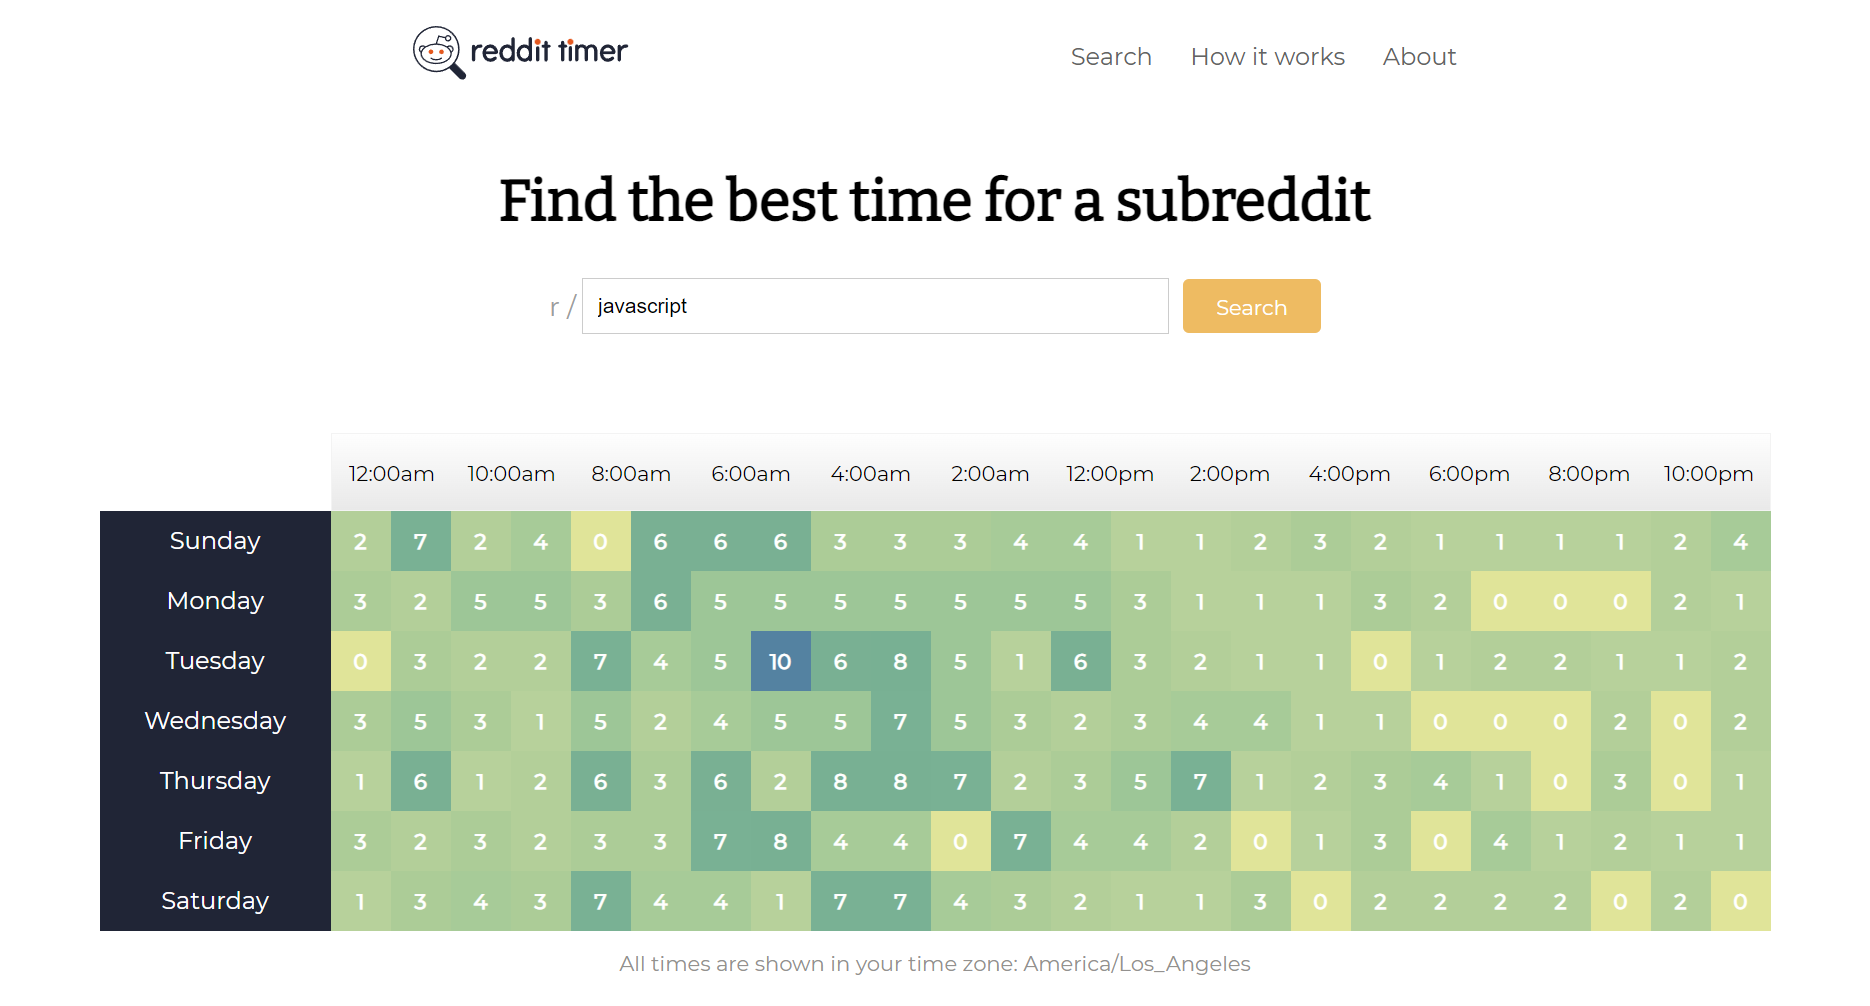 reddit timer
Search How it works About
Find the best time for a subreddit
r / javascript Search
12:00am 10:00am 8:00am 6:00am 4:00am 2:00am 12:00pm 2:00pm 4:00pm 6:00pm 8:00pm 10:00pm
Sunday 2 7 2 4 0 6 6 6 3 3 3 4 4 1 1 2 3 2 1 1 1 1 2 4
Monday 3 2 5 5 3 6 5 5 5 5 5 5 5 3 1 1 1 3 2 0 0 0 2 1
Tuesday 0 3 2 2 7 4 5 10 6 8 5 1 6 3 2 1 1 0 1 2 2 1 1 2
Wednesday 3 5 3 1 5 2 4 5 5 7 5 3 2 3 4 4 1 1 0 0 0 2 0 2
Thursday 1 6 1 2 6 3 6 2 8 8 7 2 3 5 7 1 2 3 4 1 0 3 0 1
Friday 3 2 3 2 3 3 7 8 4 4 0 7 4 4 2 0 1 3 0 4 1 2 1 1
Saturday 1 3 4 3 7 4 4 1 7 7 4 3 2 1 1 3 0 2 2 2 2 0 2 0
All times are shown in your time zone: America/Los_Angeles